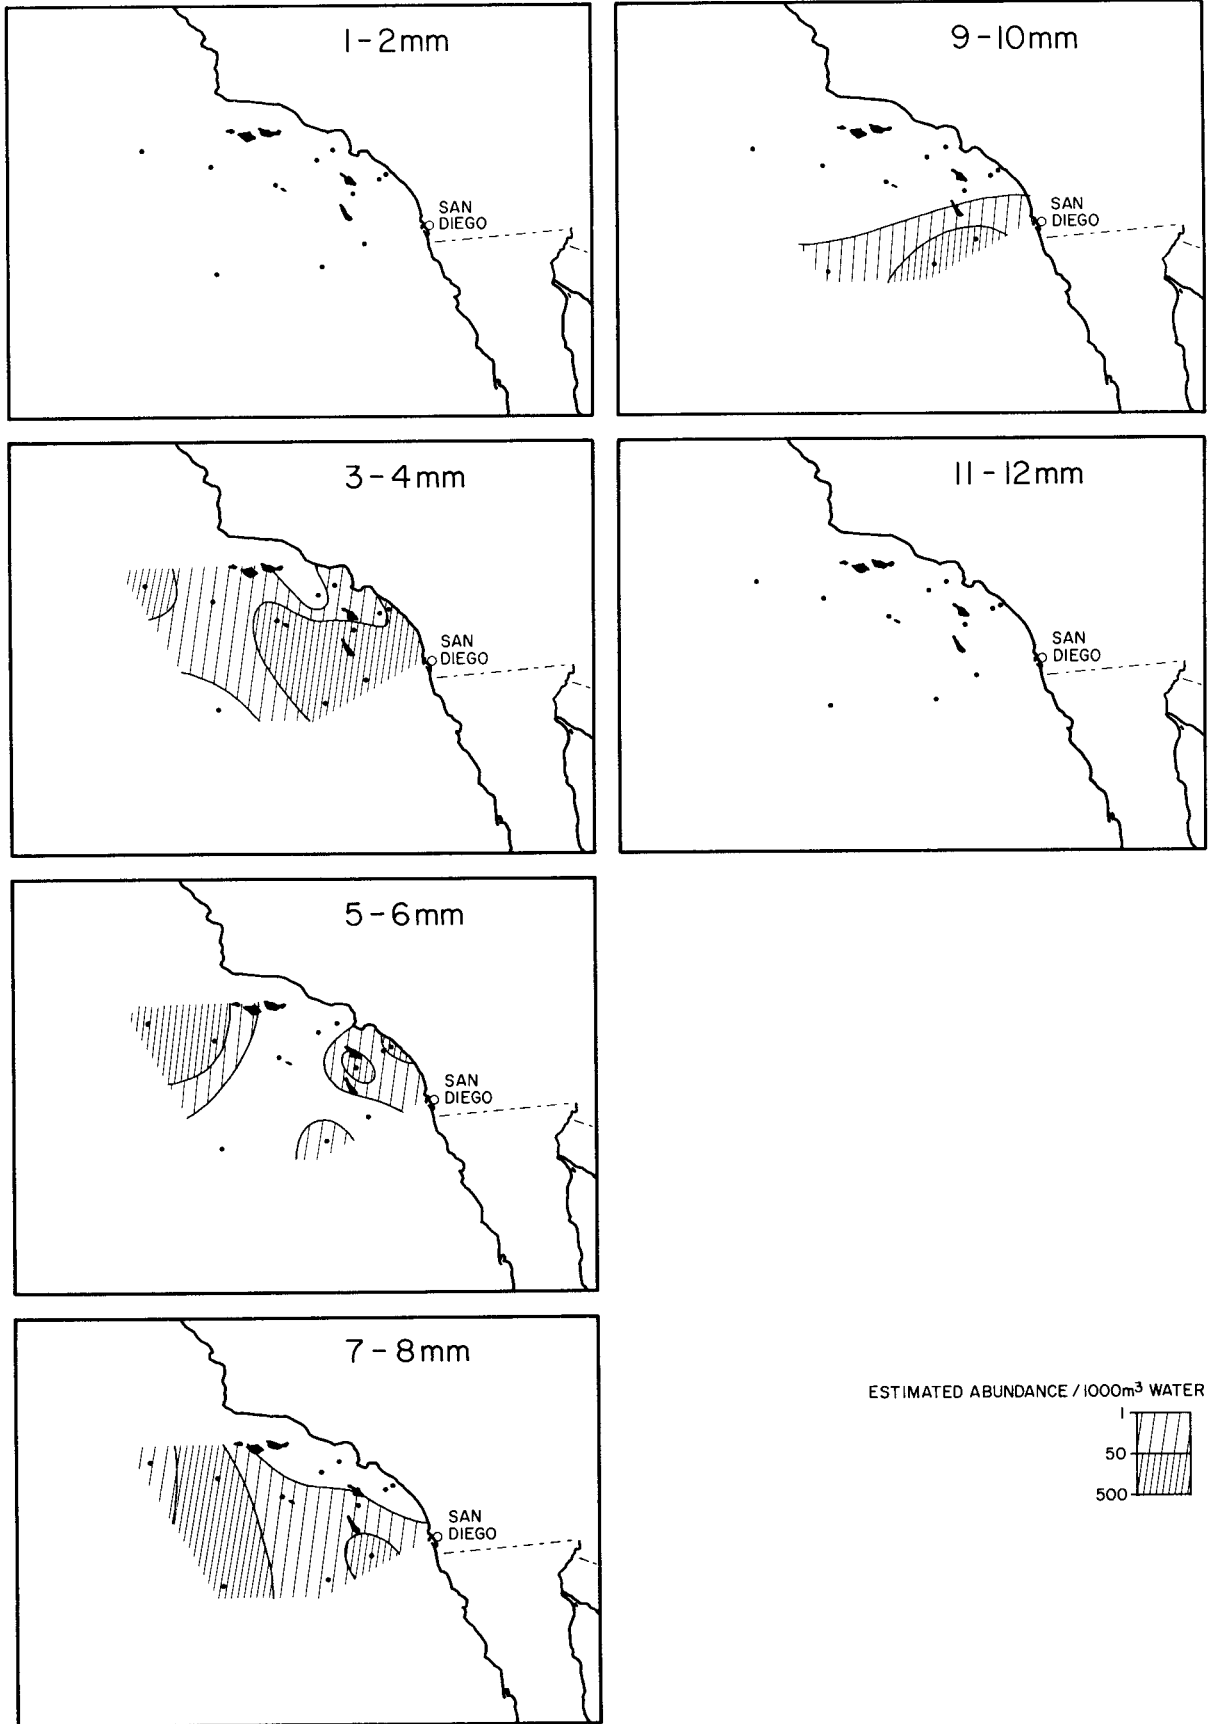 1-2mm
SAN
DIEGO
9-10mm
SAN
DIEGO
3-4mm
SAN
DIEGO
11-12mm
SAN
DIEGO
5-6mm
SAN
DIEGO
7-8mm
SAN
DIEGO
ESTIMATED ABUNDANCE / 1000m³ WATER
1
50
500